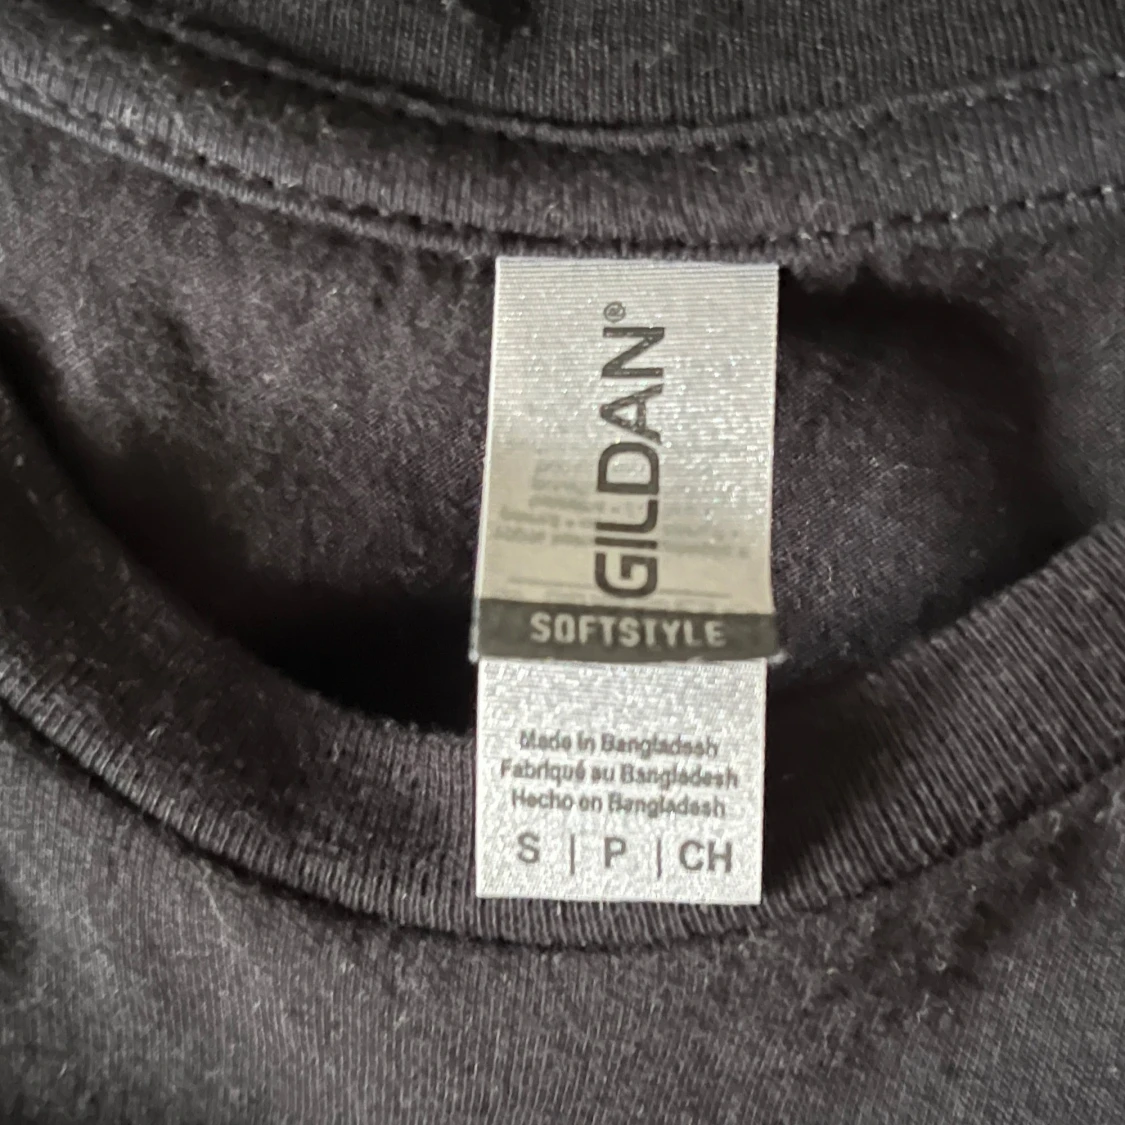 GILDAN®
SOFTSTYLE
Made in Bangladesh
Fabriqué au Bangladesh
Hecho en Bangladesh
S | P | CH